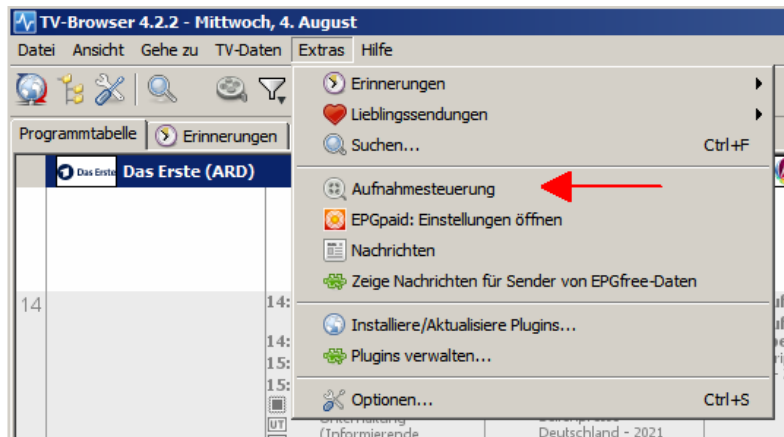 TV-Browser 4.2.2 - Mittwoch, 4. August
Datei Ansicht Gehe zu TV-Daten Extras Hilfe
Erinnerungen
Lieblingssendungen
Suchen... Ctrl+F
Programmtabelle Erinnerungen
Das Erste Das Erste (ARD)
Aufnahmesteuerung
EPGpaid: Einstellungen öffnen
Nachrichten
Zeige Nachrichten für Sender von EPGfree-Daten
14 14:
Installiere/Aktualisiere Plugins...
14:
Plugins verwalten...
15:
15:
Optionen... Ctrl+S
UT
(Informierende Deutschland - 2021